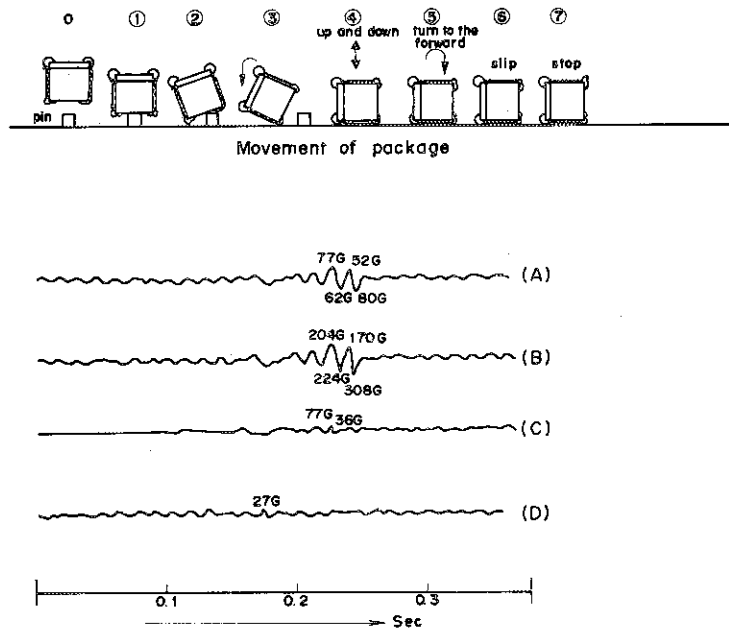 0 ① ② ③ ④ ⑤ ⑥ ⑦
up and down turn to the
forward
slip stop
pin
Movement of package
77G 52G
(A)
62G 80G
204G 170G
(B)
224G
308G
77G 36G
(C)
27G
(D)
0.1 0.2 0.3
Sec